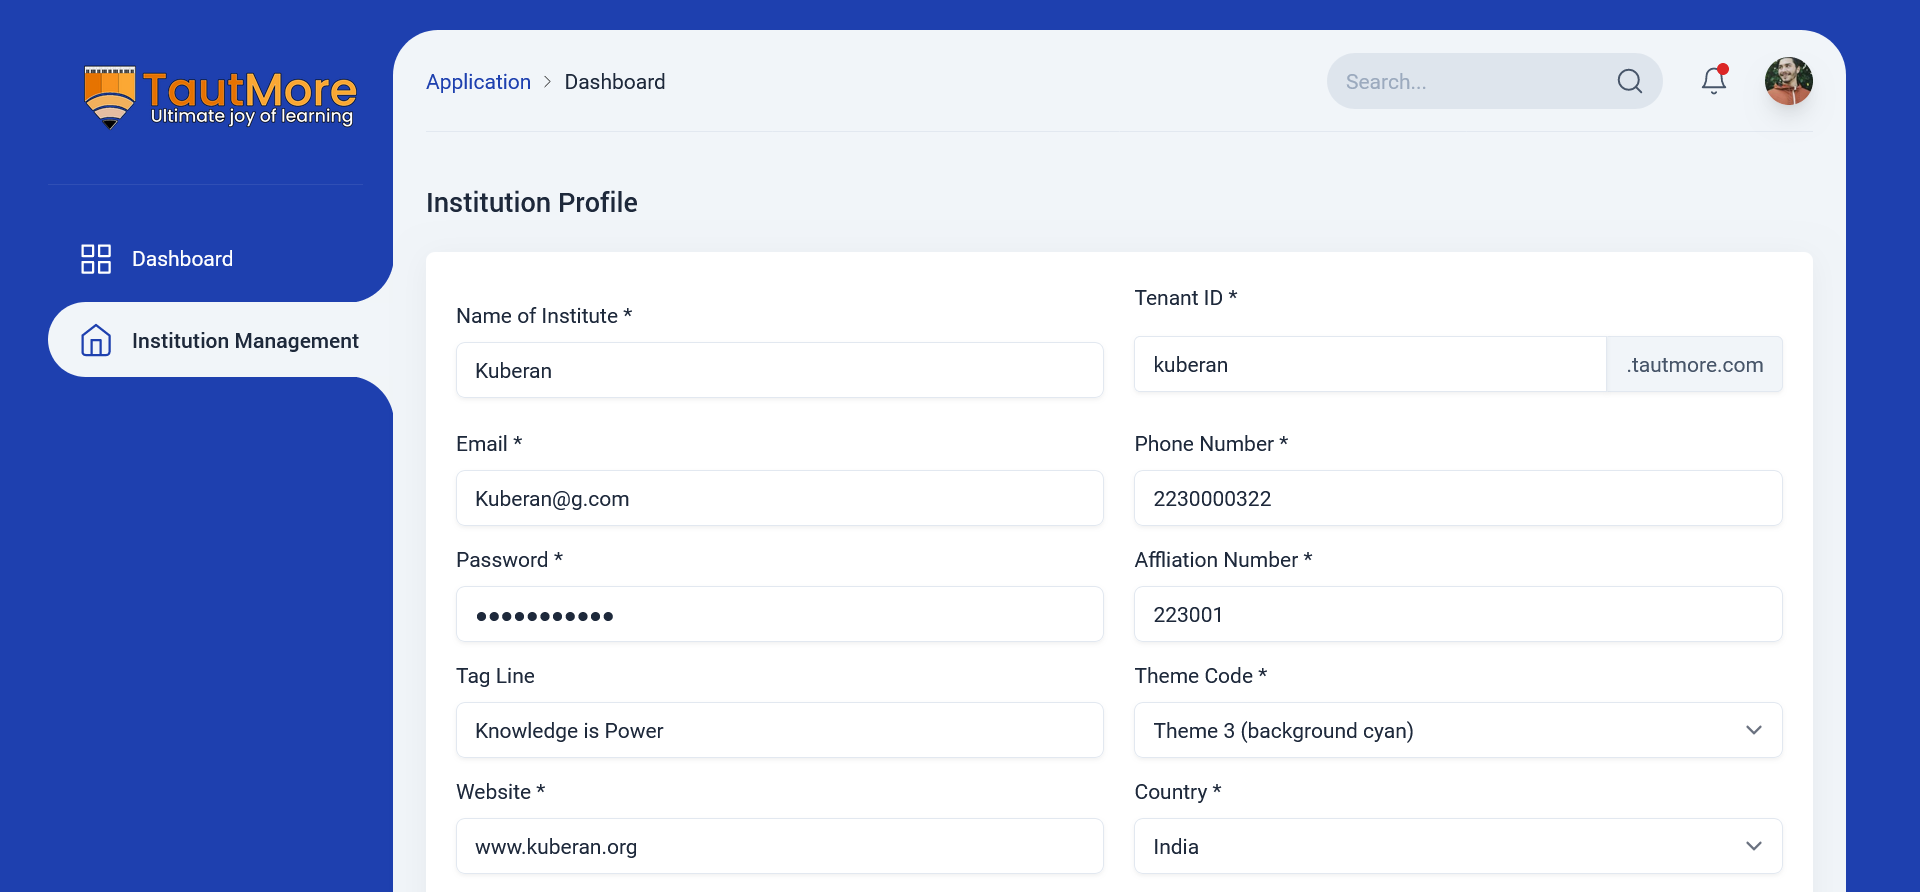 TautMore
Ultimate joy of learning
Application > Dashboard
Search...
Dashboard
Institution Management
Institution Profile
Name of Institute *
Kuberan
Tenant ID *
kuberan
.tautmore.com
Email *
Kuberan@g.com
Phone Number *
2230000322
Password *
•••••••••••
Affliation Number *
223001
Tag Line
Knowledge is Power
Theme Code *
Theme 3 (background cyan)
Website *
www.kuberan.org
Country *
India